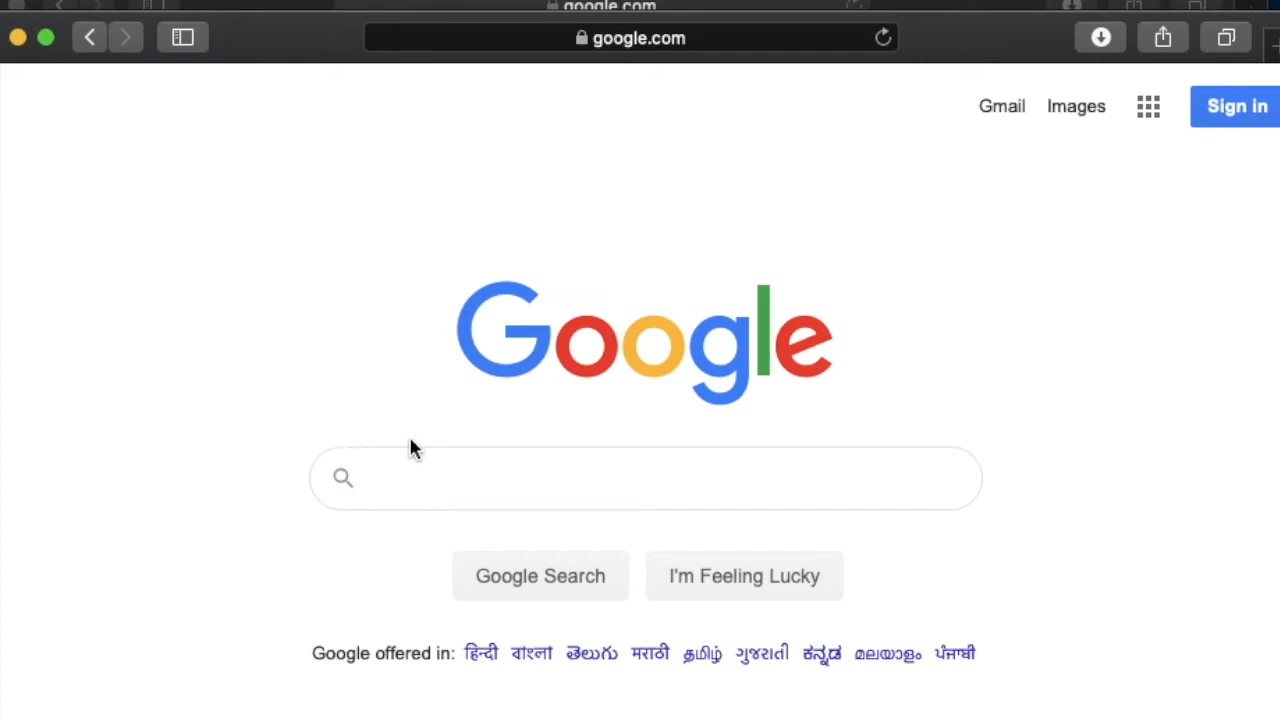 google.com
google.com
Gmail Images Sign in
Google
Google Search I'm Feeling Lucky
Google offered in: हिन्दी বাংলা తెలుగు मराठी தமிழ் ગુજરાતી ಕನ್ನಡ മലയാളം ਪੰਜਾਬੀ